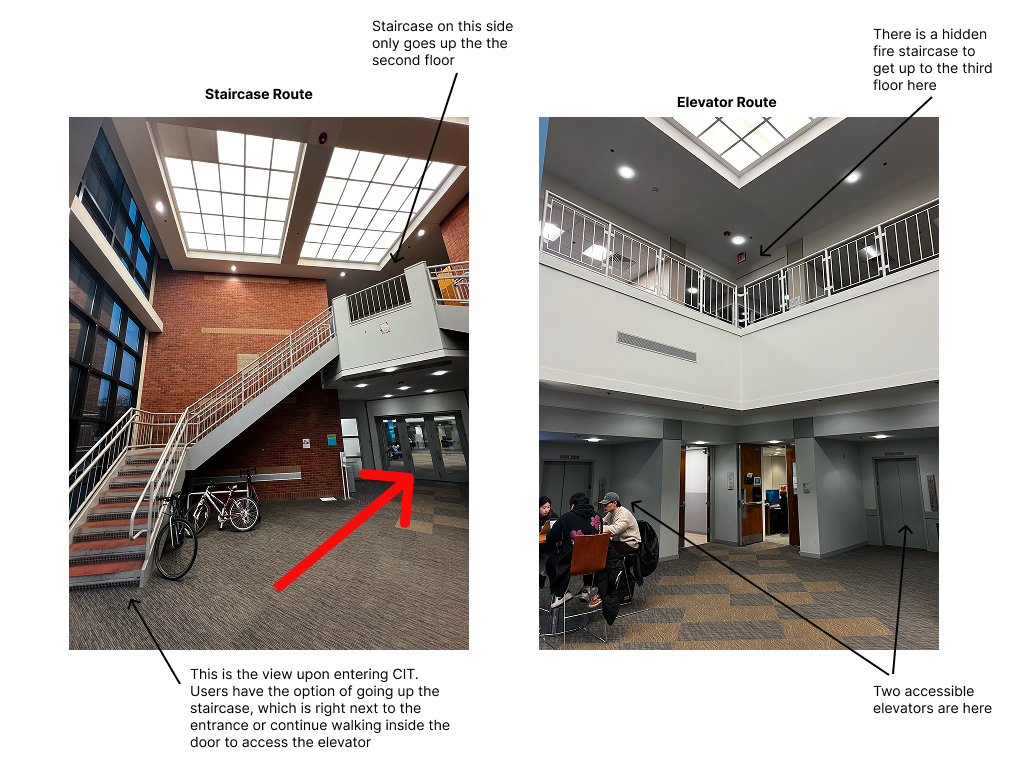 Staircase on this side
only goes up the the
second floor
There is a hidden
fire staircase to
get up to the third
floor here
Staircase Route
Elevator Route
This is the view upon entering CIT.
Users have the option of going up the
staircase, which is right next to the
entrance or continue walking inside the
door to access the elevator
Two accessible
elevators are here